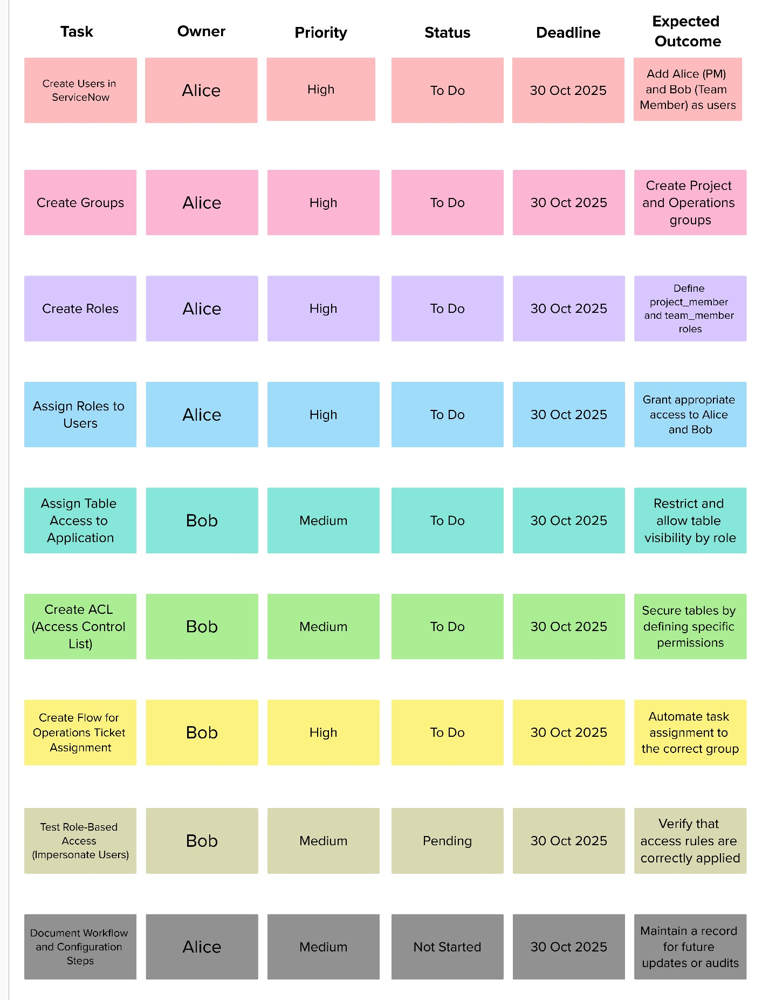 Task
Owner
Priority
Status
Deadline
Expected
Outcome
Create Users in
ServiceNow
Alice
High
To Do
30 Oct 2025
Add Alice (PM)
and Bob (Team
Member) as users
Create Groups
Alice
High
To Do
30 Oct 2025
Create Project
and Operations
groups
Create Roles
Alice
High
To Do
30 Oct 2025
Define
project_member
and team_member
roles
Assign Roles to
Users
Alice
High
To Do
30 Oct 2025
Grant appropriate
access to Alice
and Bob
Assign Table
Access to
Application
Bob
Medium
To Do
30 Oct 2025
Restrict and
allow table
visibility by role
Create ACL
(Access Control
List)
Bob
Medium
To Do
30 Oct 2025
Secure tables by
defining specific
permissions
Create Flow for
Operations Ticket
Assignment
Bob
High
To Do
30 Oct 2025
Automate task
assignment to
the correct group
Test Role-Based
Access
(Impersonate Users)
Bob
Medium
Pending
30 Oct 2025
Verify that
access rules are
correctly applied
Document Workflow
and Configuration
Steps
Alice
Medium
Not Started
30 Oct 2025
Maintain a record
for future
updates or audits